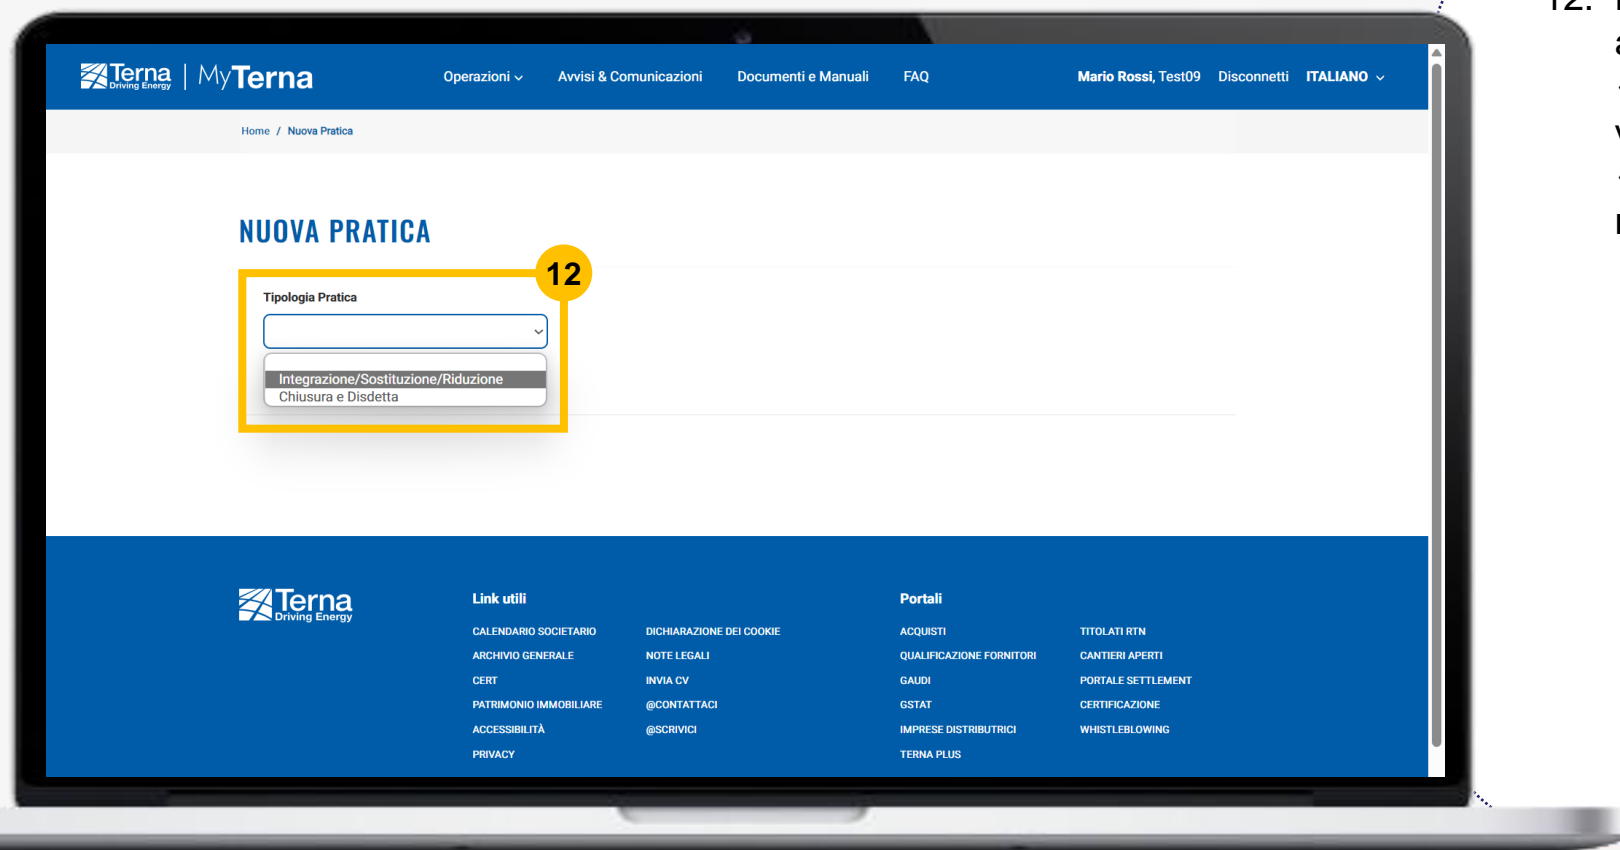 Terna
Driving Energy
MyTerna
Operazioni
Avvisi & Comunicazioni
Documenti e Manuali
FAQ
Mario Rossi, Test09
Disconnetti
ITALIANO
Home / Nuova Pratica
NUOVA PRATICA
12
Tipologia Pratica
Integrazione/Sostituzione/Riduzione
Chiusura e Disdetta
Terna
Driving Energy
Link utili
CALENDARIO SOCIETARIO
ARCHIVIO GENERALE
CERT
PATRIMONIO IMMOBILIARE
ACCESSIBILITÀ
PRIVACY
DICHIARAZIONE DEI COOKIE
NOTE LEGALI
INVIA CV
@CONTATTACI
@SCRIVICI
Portali
ACQUISTI
QUALIFICAZIONE FORNITORI
GAUDI
GSTAT
IMPRESE DISTRIBUTRICI
TERNA PLUS
TITOLATI RTN
CANTIERI APERTI
PORTALE SETTLEMENT
CERTIFICAZIONE
WHISTLEBLOWING
12.